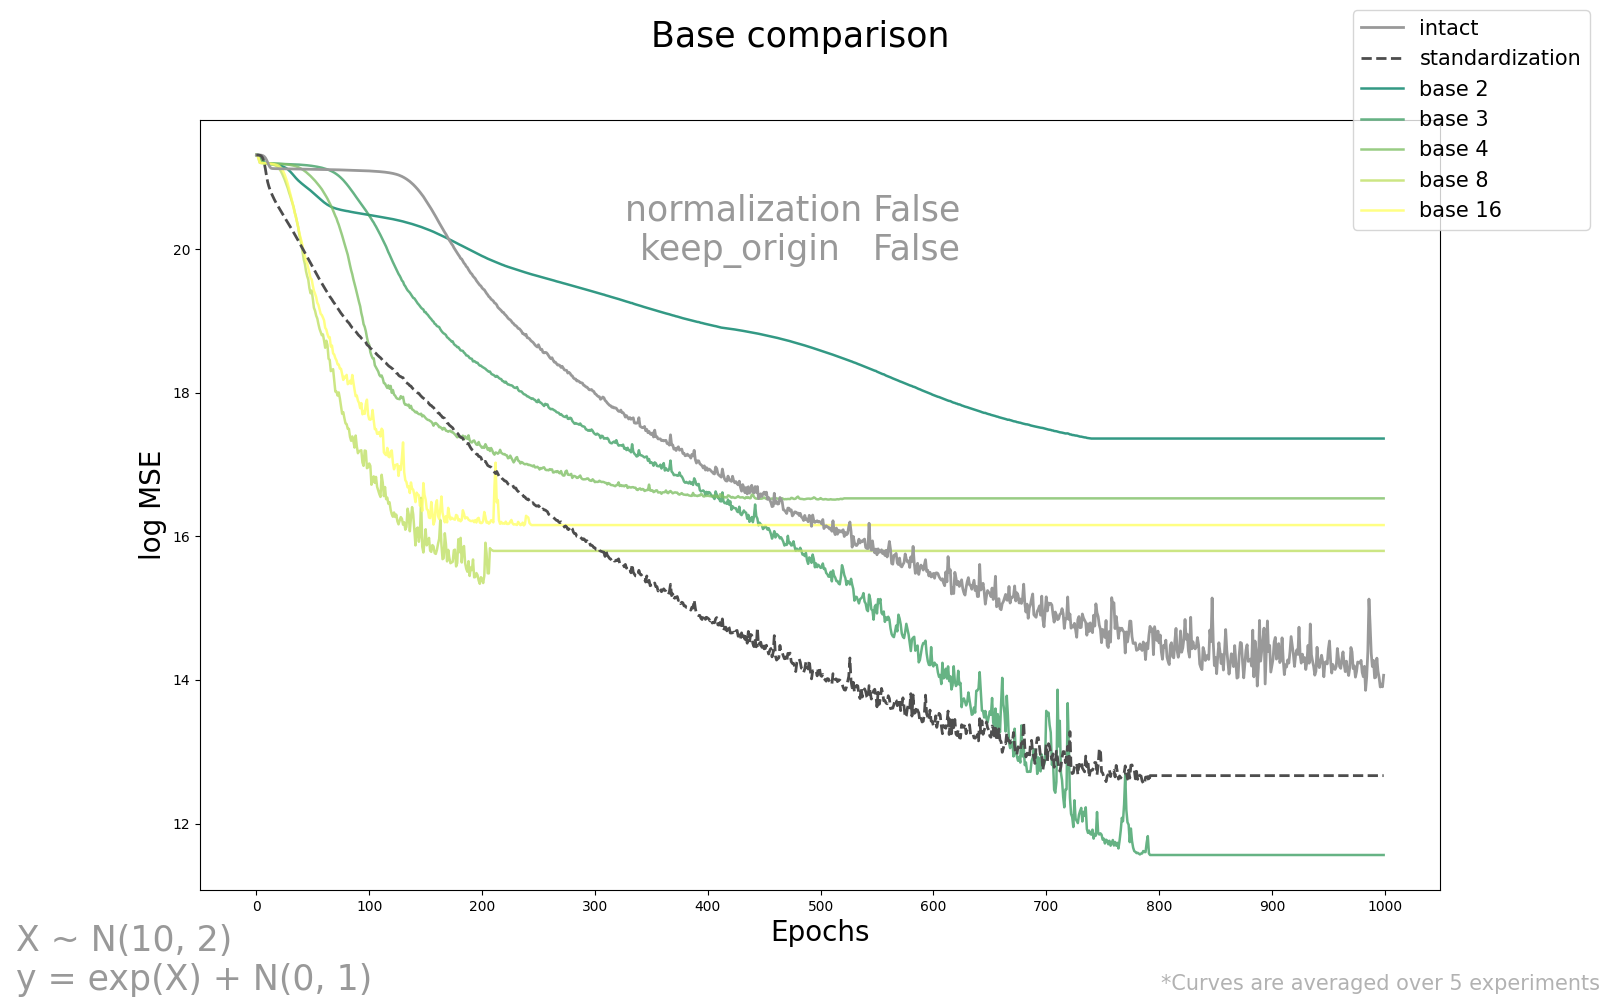 Base comparison
intact
standardization
base 2
base 3
base 4
base 8
base 16
normalization False
keep_origin False
log MSE
20
18
16
14
12
0 100 200 300 400 500 600 700 800 900 1000
Epochs
X ~ N(10, 2)
y = exp(X) + N(0, 1)
*Curves are averaged over 5 experiments